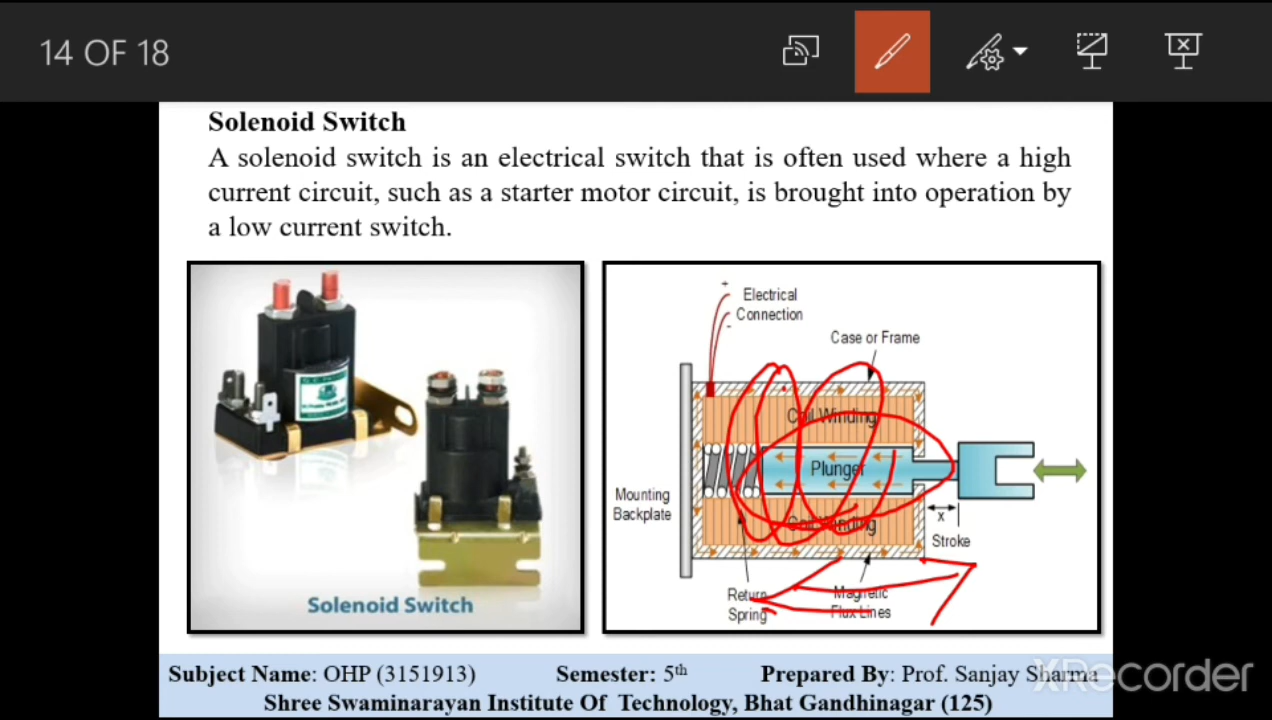 14 OF 18
Solenoid Switch
A solenoid switch is an electrical switch that is often used where a high
current circuit, such as a starter motor circuit, is brought into operation by
a low current switch.
Solenoid Switch
+
Electrical
Connection
-
Case or Frame
Coil Winding
Plunger
Mounting
Backplate
Coil Winding
x
Stroke
Return
Spring
Magnetic
Flux Lines
Subject Name: OHP (3151913) Semester: 5th Prepared By: Prof. Sanjay Sharma
Shree Swaminarayan Institute Of Technology, Bhat Gandhinagar (125)
XRecorder